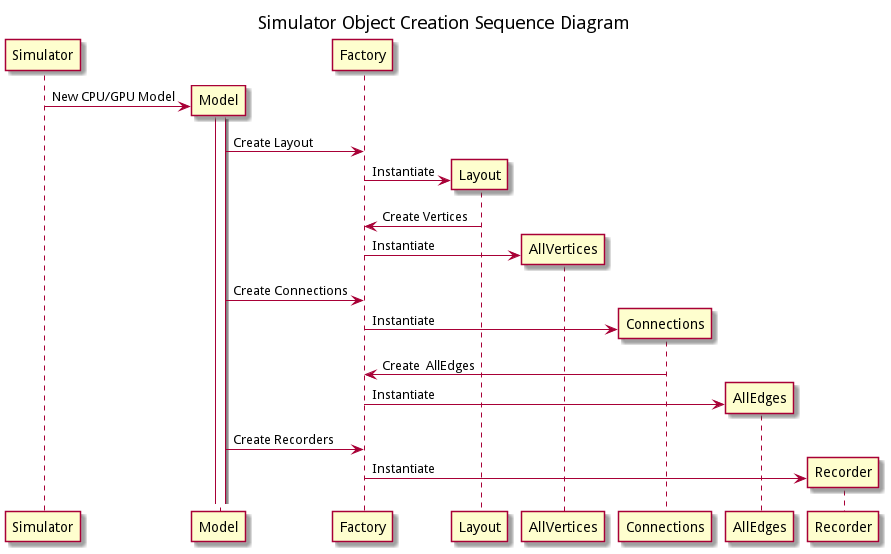 Simulator Object Creation Sequence Diagram
Simulator
Factory
New CPU/GPU Model
Model
Create Layout
Instantiate
Layout
Create Vertices
Instantiate
AllVertices
Create Connections
Instantiate
Connections
Create  AllEdges
Instantiate
AllEdges
Create Recorders
Instantiate
Recorder
Simulator
Model
Factory
Layout
AllVertices
Connections
AllEdges
Recorder